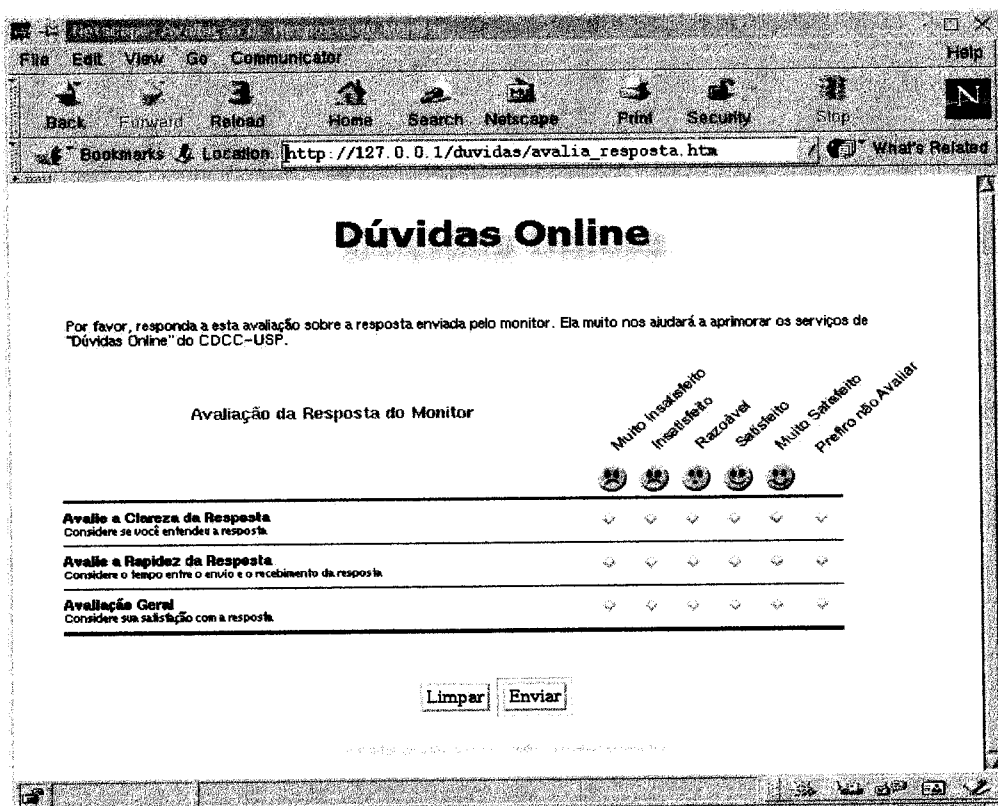 File Edit View Go Communicator Help
Back Forward Reload Home Search Netscape Print Security Stop
N
Bookmarks Location: http://127.0.0.1/duvidas/avalia_resposta.htm What's Related
Dúvidas Online
Por favor, responda a esta avaliação sobre a resposta enviada pelo monitor. Ela muito nos ajudará a aprimorar os serviços de
"Dúvidas Online" do CDCC-USP.
Avaliação da Resposta do Monitor
Muito Insatisfeito
Insatisfeito
Razoável
Satisfeito
Muito Satisfeito
Prefiro não Avaliar
Avalie a Clareza da Resposta
Considere se você entendeu a resposta
Avalie a Rapidez da Resposta
Considere o tempo entre o envio e o recebimento da resposta
Avaliação Geral
Considere sua satisfação com a resposta
Limpar Enviar